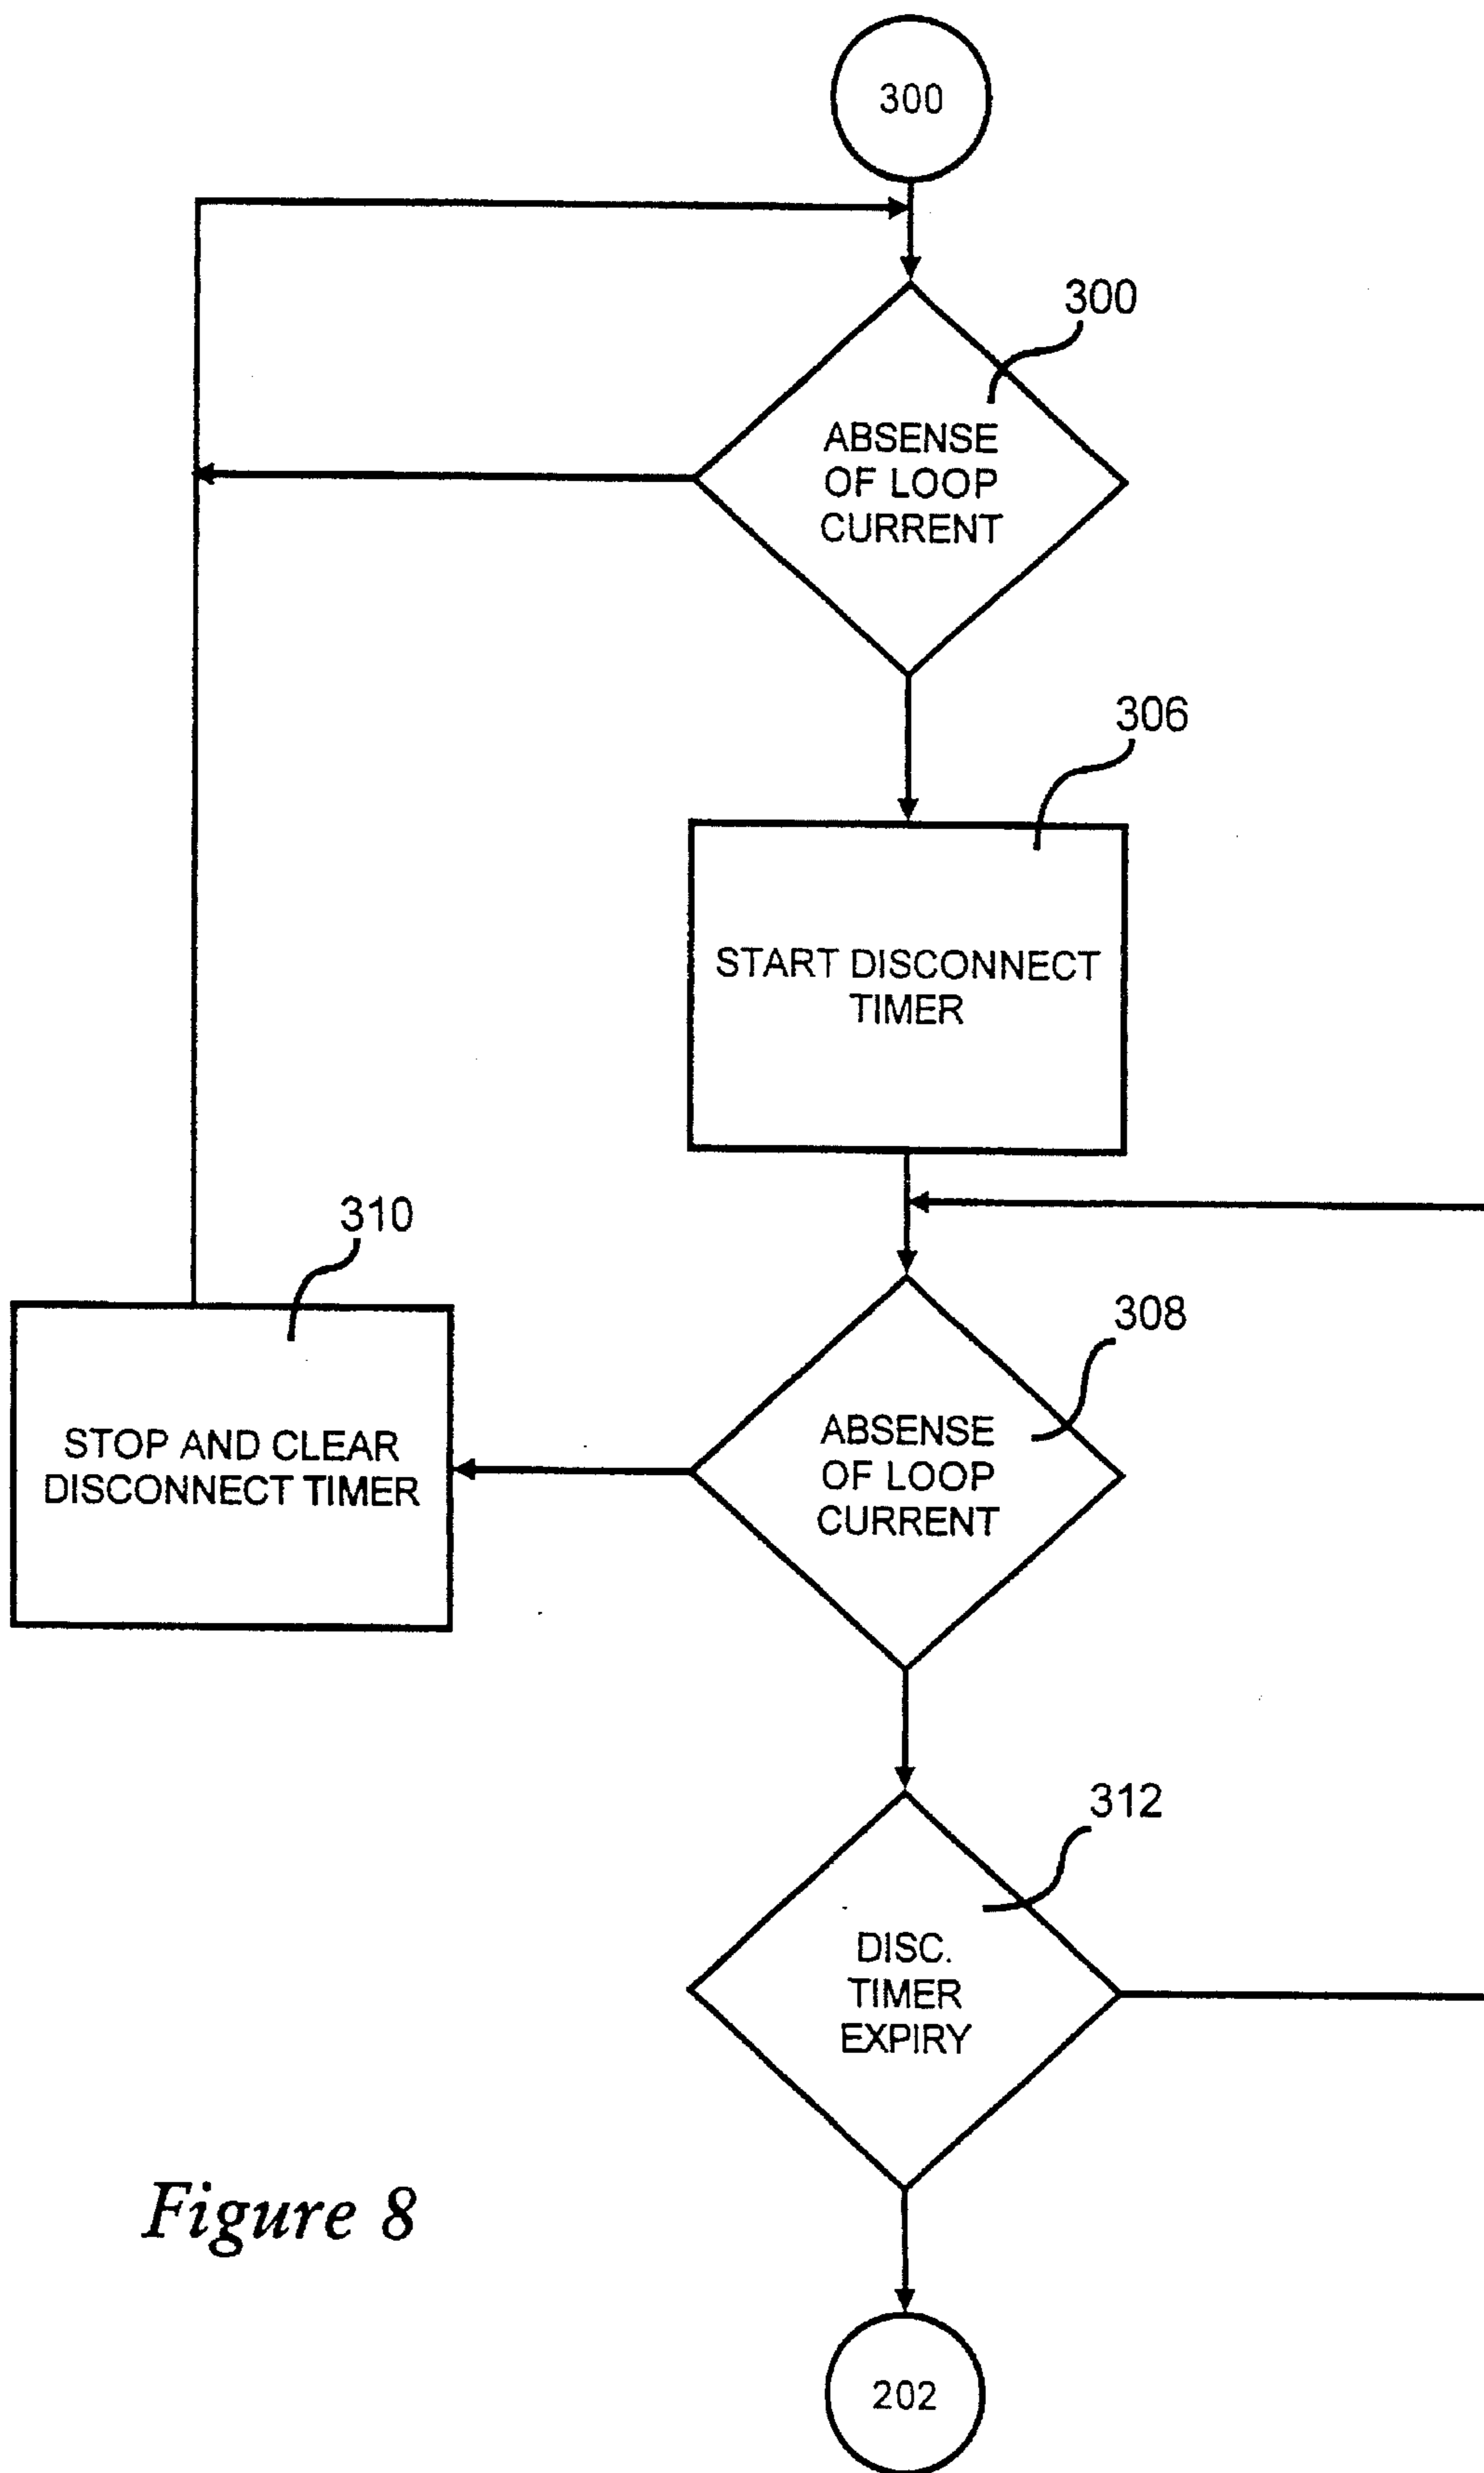 300
300
ABSENSE
OF LOOP
CURRENT
306
START DISCONNECT
TIMER
310
STOP AND CLEAR
DISCONNECT TIMER
308
ABSENSE
OF LOOP
CURRENT
312
DISC.
TIMER
EXPIRY
Figure 8
202